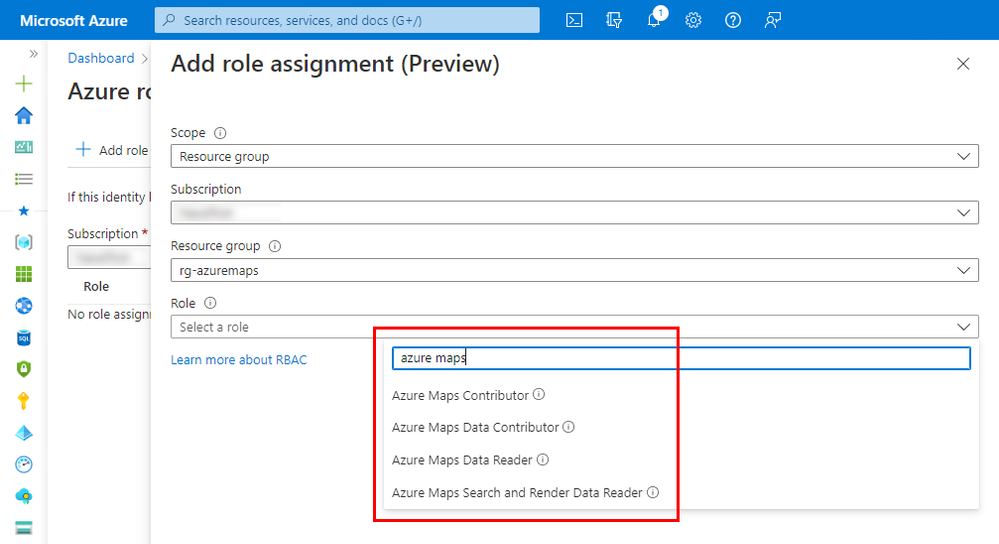 Microsoft Azure
Search resources, services, and docs (G+/)
1
Dashboard
Azure ro
Add role
If this identity
Subscription *
Role
No role assignm
Add role assignment (Preview)
Scope
Resource group
Subscription
Resource group
rg-azuremaps
Role
Select a role
Learn more about RBAC
azure maps
Azure Maps Contributor
Azure Maps Data Contributor
Azure Maps Data Reader
Azure Maps Search and Render Data Reader
SQL